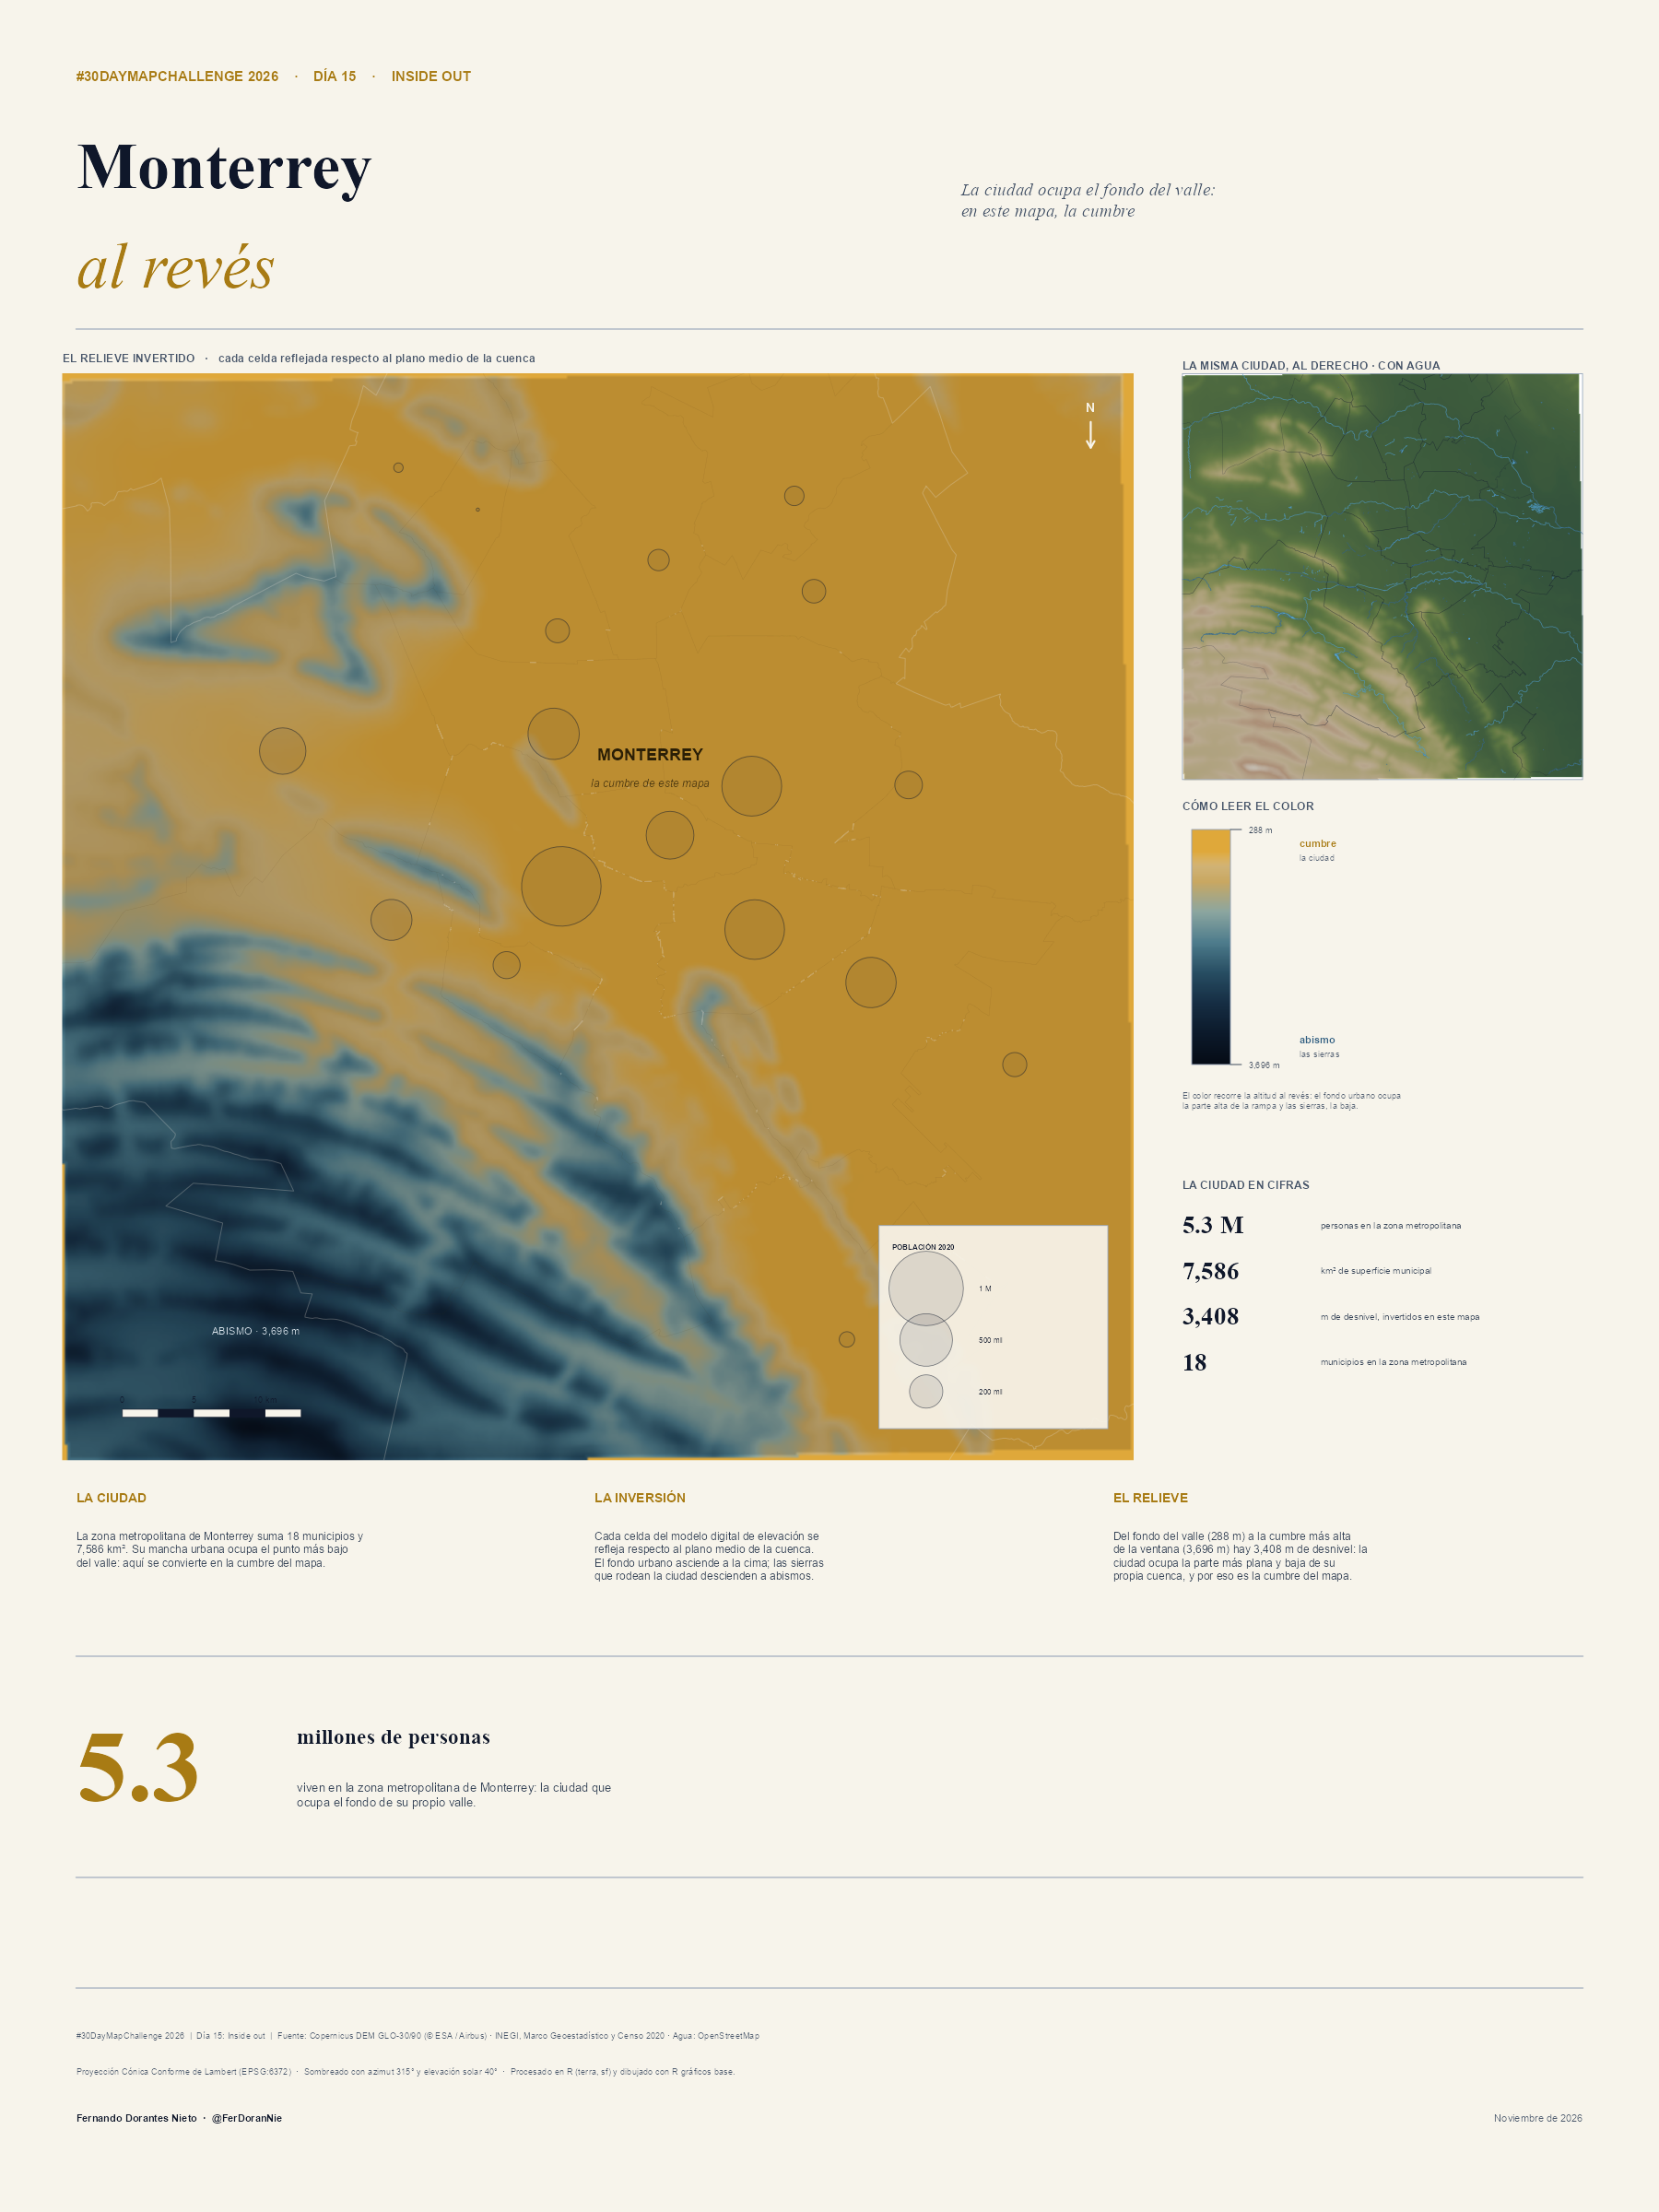 #30DAYMAPCHALLENGE 2026 · DÍA 15 · INSIDE OUT
Monterrey
al revés
La ciudad ocupa el fondo del valle:
en este mapa, la cumbre
EL RELIEVE INVERTIDO · cada celda reflejada respecto al plano medio de la cuenca
N
MONTERREY
la cumbre de este mapa
ABISMO · 3,696 m
0
5
POBLACIÓN 2020
1 M
500 mil
200 mil
LA MISMA CIUDAD, AL DERECHO · CON AGUA
CÓMO LEER EL COLOR
288 m
cumbre
la ciudad
abismo
las sierras
3,696 m
El color recorre la altitud al revés: el fondo urbano ocupa
la parte alta de la rampa y las sierras, la baja.
LA CIUDAD EN CIFRAS
5.3 M personas en la zona metropolitana
7,586 km² de superficie municipal
3,408 m de desnivel, invertidos en este mapa
18 municipios en la zona metropolitana
LA CIUDAD
La zona metropolitana de Monterrey suma 18 municipios y
7,586 km². Su mancha urbana ocupa el punto más bajo
del valle: aquí se convierte en la cumbre del mapa.
LA INVERSIÓN
Cada celda del modelo digital de elevación se
refleja respecto al plano medio de la cuenca.
El fondo urbano asciende a la cima; las sierras
que rodean la ciudad descienden a abismos.
EL RELIEVE
Del fondo del valle (288 m) a la cumbre más alta
de la ventana (3,696 m) hay 3,408 m de desnivel: la
ciudad ocupa la parte más plana y baja de su
propia cuenca, y por eso es la cumbre del mapa.
5.3
millones de personas
viven en la zona metropolitana de Monterrey: la ciudad que
ocupa el fondo de su propio valle.
#30DayMapChallenge 2026 | Día 15: Inside out | Fuente: Copernicus DEM GLO-30/90 (© ESA / Airbus) · INEGI, Marco Geoestadístico y Censo 2020 · Agua: OpenStreetMap
Proyección Cónica Conforme de Lambert (EPSG:6372) · Sombreado con azimut 315° y elevación solar 40° · Procesado en R (terra, sf) y dibujado con R gráficos base.
Fernando Dorantes Nieto · @FerDoranNie
Noviembre de 2026